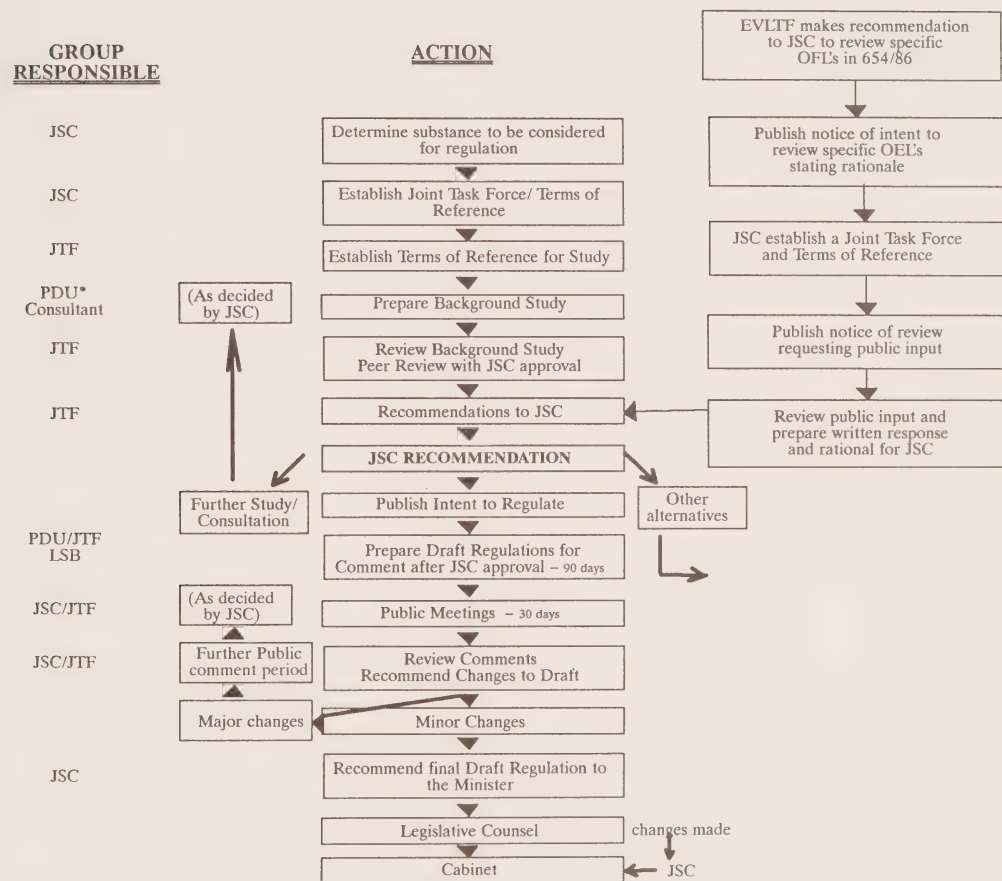 GROUP
RESPONSIBLE
ACTION
EVLTF makes recommendation
to JSC to review specific
OFL's in 654/86
JSC
Determine substance to be considered
for regulation
Publish notice of intent to
review specific OEL's
stating rationale
JSC
Establish Joint Task Force/ Terms of
Reference
JSC establish a Joint Task Force
and Terms of Reference
JTF
Establish Terms of Reference for Study
PDU*
Consultant
(As decided
by JSC)
Prepare Background Study
Publish notice of review
requesting public input
JTF
Review Background Study
Peer Review with JSC approval
JTF
Recommendations to JSC
Review public input and
prepare written response
and rational for JSC
JSC RECOMMENDATION
Further Study/
Consultation
Publish Intent to Regulate
Other
alternatives
PDU/JTF
LSB
Prepare Draft Regulations for
Comment after JSC approval – 90 days
JSC/JTF
(As decided
by JSC)
Public Meetings – 30 days
JSC/JTF
Further Public
comment period
Review Comments
Recommend Changes to Draft
Major changes
Minor Changes
JSC
Recommend final Draft Regulation to
the Minister
Legislative Counsel
changes made
Cabinet
JSC